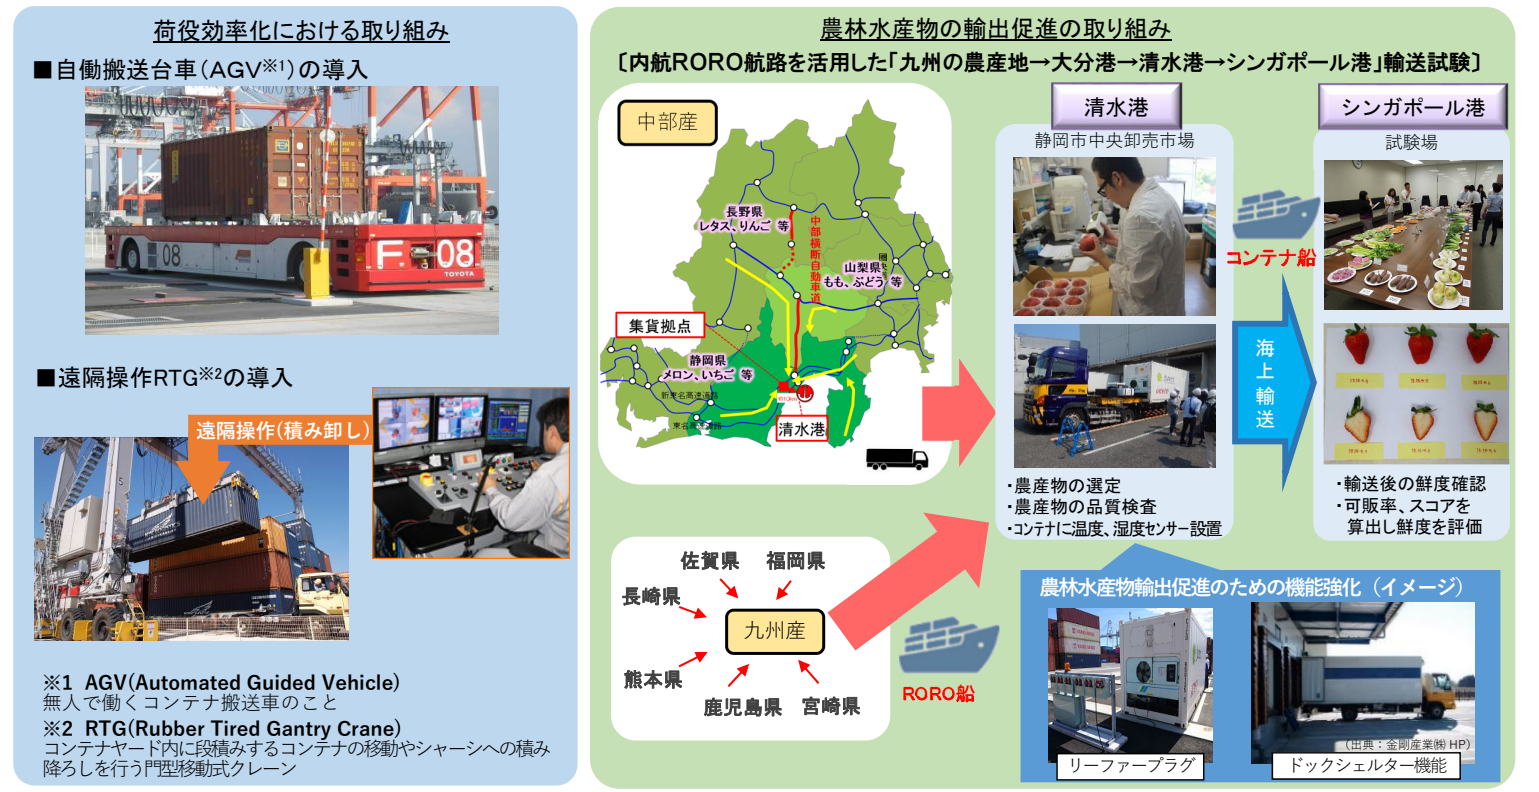 荷役効率化における取り組み
■自働搬送台車(AGV※1)の導入
08
F 08
TOYOTA
■遠隔操作RTG※2の導入
遠隔操作(積み卸し)
※1 AGV(Automated Guided Vehicle)
無人で働くコンテナ搬送車のこと
※2 RTG(Rubber Tired Gantry Crane)
コンテナヤード内に段積みするコンテナの移動やシャーシへの積み
降ろしを行う門型移動式クレーン
農林水産物の輸出促進の取り組み
〔内航RORO航路を活用した「九州の農産地→大分港→清水港→シンガポール港」輸送試験〕
中部産
長野県
レタス、りんご 等
中部横断自動車道
山梨県
もも、ぶどう 等
集貨拠点
静岡県
メロン、いちご 等
新東名高速道路
東名高速道路
約10km
清水港
佐賀県
福岡県
長崎県
九州産
熊本県
鹿児島県
宮崎県
RORO船
清水港
静岡市中央卸売市場
・農産物の選定
・農産物の品質検査
・コンテナに温度、湿度センサー設置
コンテナ船
海上輸送
シンガポール港
試験場
・輸送後の鮮度確認
・可販率、スコアを
算出し鮮度を評価
農林水産物輸出促進のための機能強化（イメージ）
リーファープラグ
（出典：金剛産業㈱HP）
ドックシェルター機能